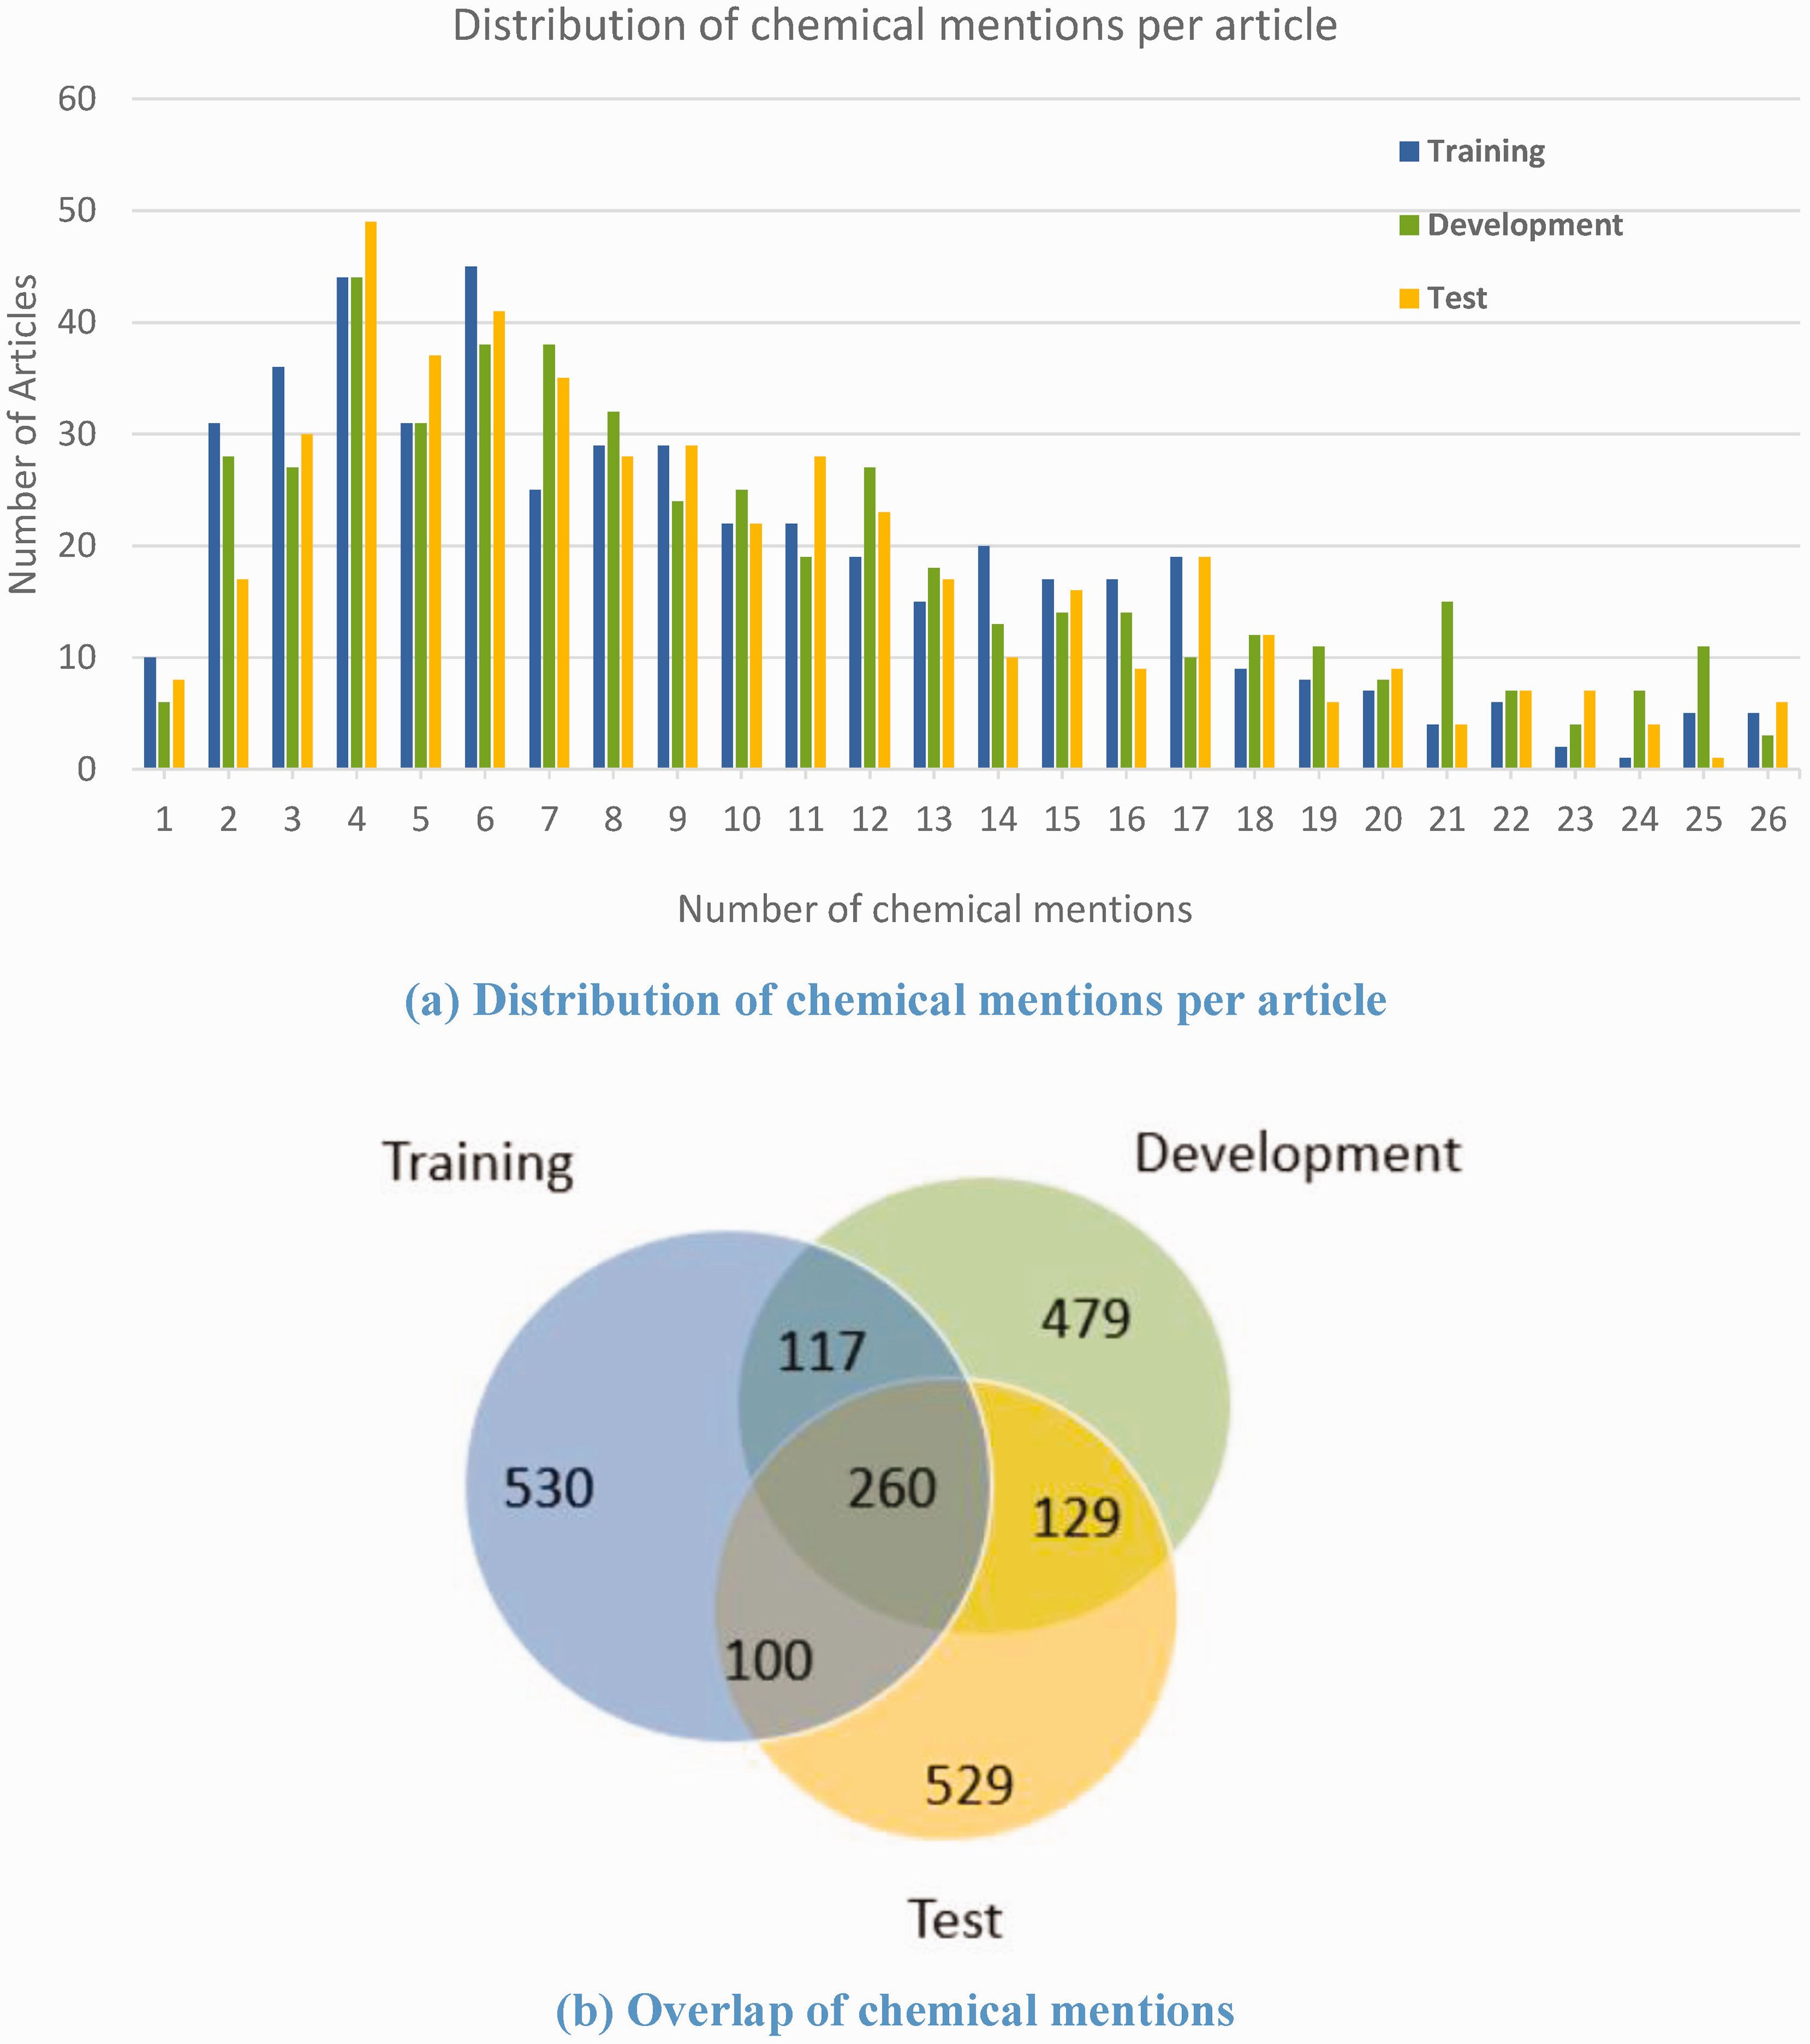 Distribution of chemical mentions per article
60
50
40
30
20
10
0
Number of Articles
Training
Development
Test
1 2 3 4 5 6 7 8 9 10 11 12 13 14 15 16 17 18 19 20 21 22 23 24 25 26
Number of chemical mentions
(a) Distribution of chemical mentions per article
Training
Development
479
117
530
260
129
100
529
Test
(b) Overlap of chemical mentions